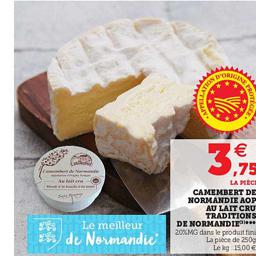 APPELLATION D'ORIGINE PROTÉGÉE
3€,75
LA PIÈCE
CAMEMBERT DE
NORMANDIE AOP
AU LAIT CRU
TRADITIONS
DE NORMANDIE
20%MG dans le produit fini
La pièce de 250g
Le kg : 15,00 €
Camembert de Normandie
Au lait cru
Le meilleur
de Normandie